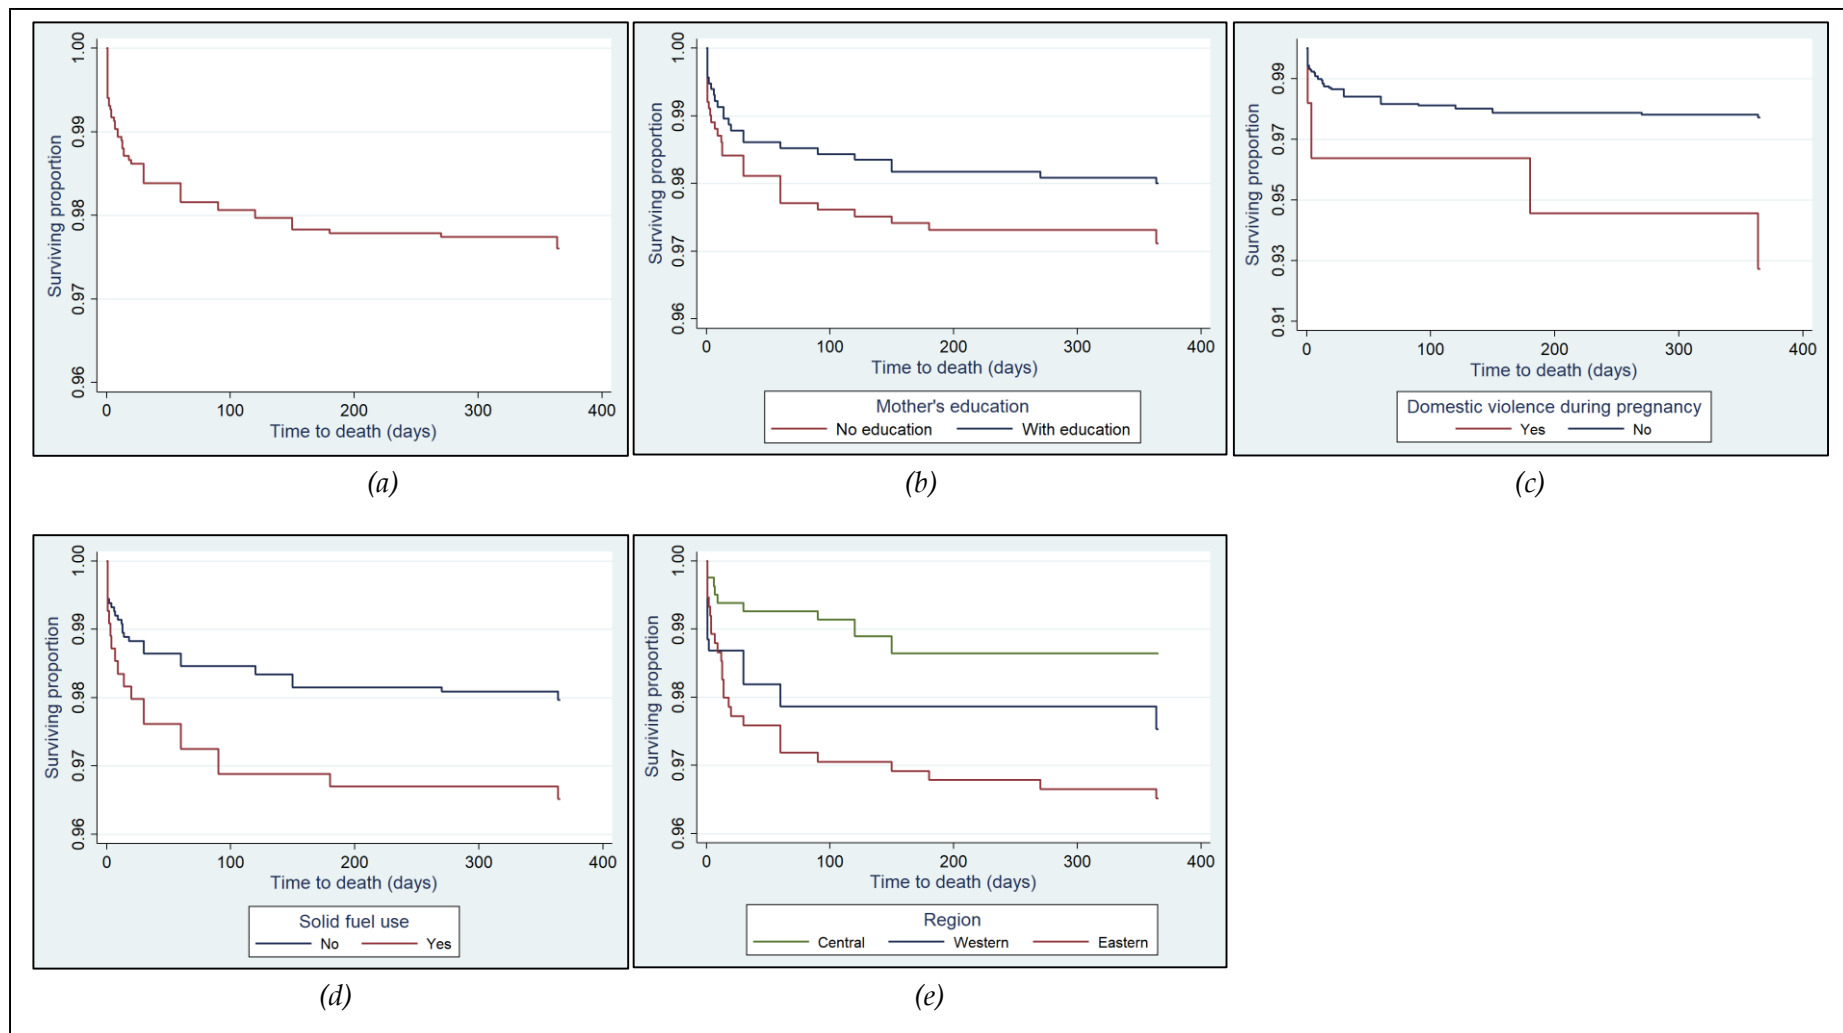 Surviving proportion
1.00
0.99
0.98
0.97
0.96
0 100 200 300 400
Time to death (days)
(a)
Surviving proportion
1.00
0.99
0.98
0.97
0.96
0 100 200 300 400
Time to death (days)
Mother's education
No education With education
(b)
Surviving proportion
0.99
0.97
0.95
0.93
0.91
0 100 200 300 400
Time to death (days)
Domestic violence during pregnancy
Yes No
(c)
Surviving proportion
1.00
0.99
0.98
0.97
0.96
0 100 200 300 400
Time to death (days)
Solid fuel use
No Yes
(d)
Surviving proportion
1.00
0.99
0.98
0.97
0.96
0 100 200 300 400
Time to death (days)
Region
Central Western Eastern
(e)